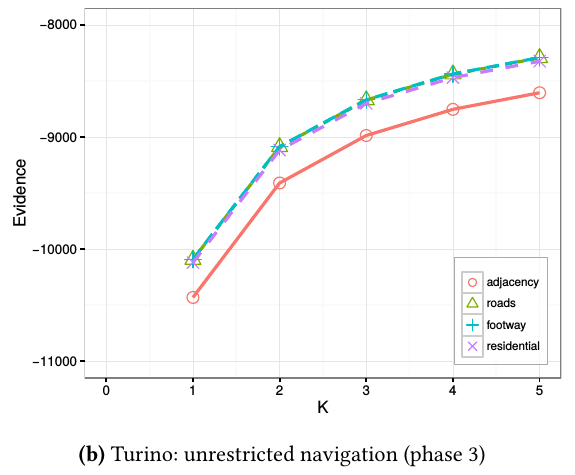 −8000
−9000
−10000
−11000
Evidence
0 1 2 3 4 5
K
adjacency
roads
footway
residential
(b) Turino: unrestricted navigation (phase 3)